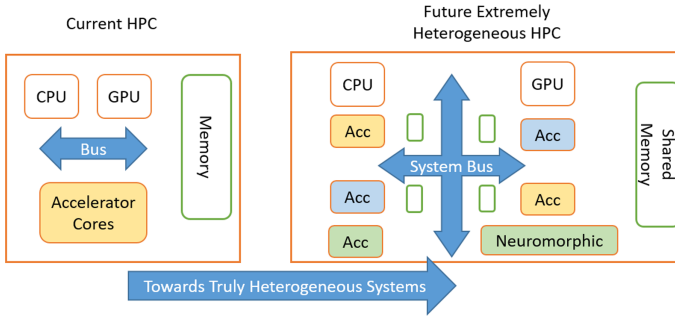 Current HPC
CPU
GPU
Bus
Accelerator
Cores
Memory
Future Extremely
Heterogeneous HPC
CPU
GPU
Acc
Acc
System Bus
Acc
Acc
Acc
Neuromorphic
Shared
Memory
Towards Truly Heterogeneous Systems